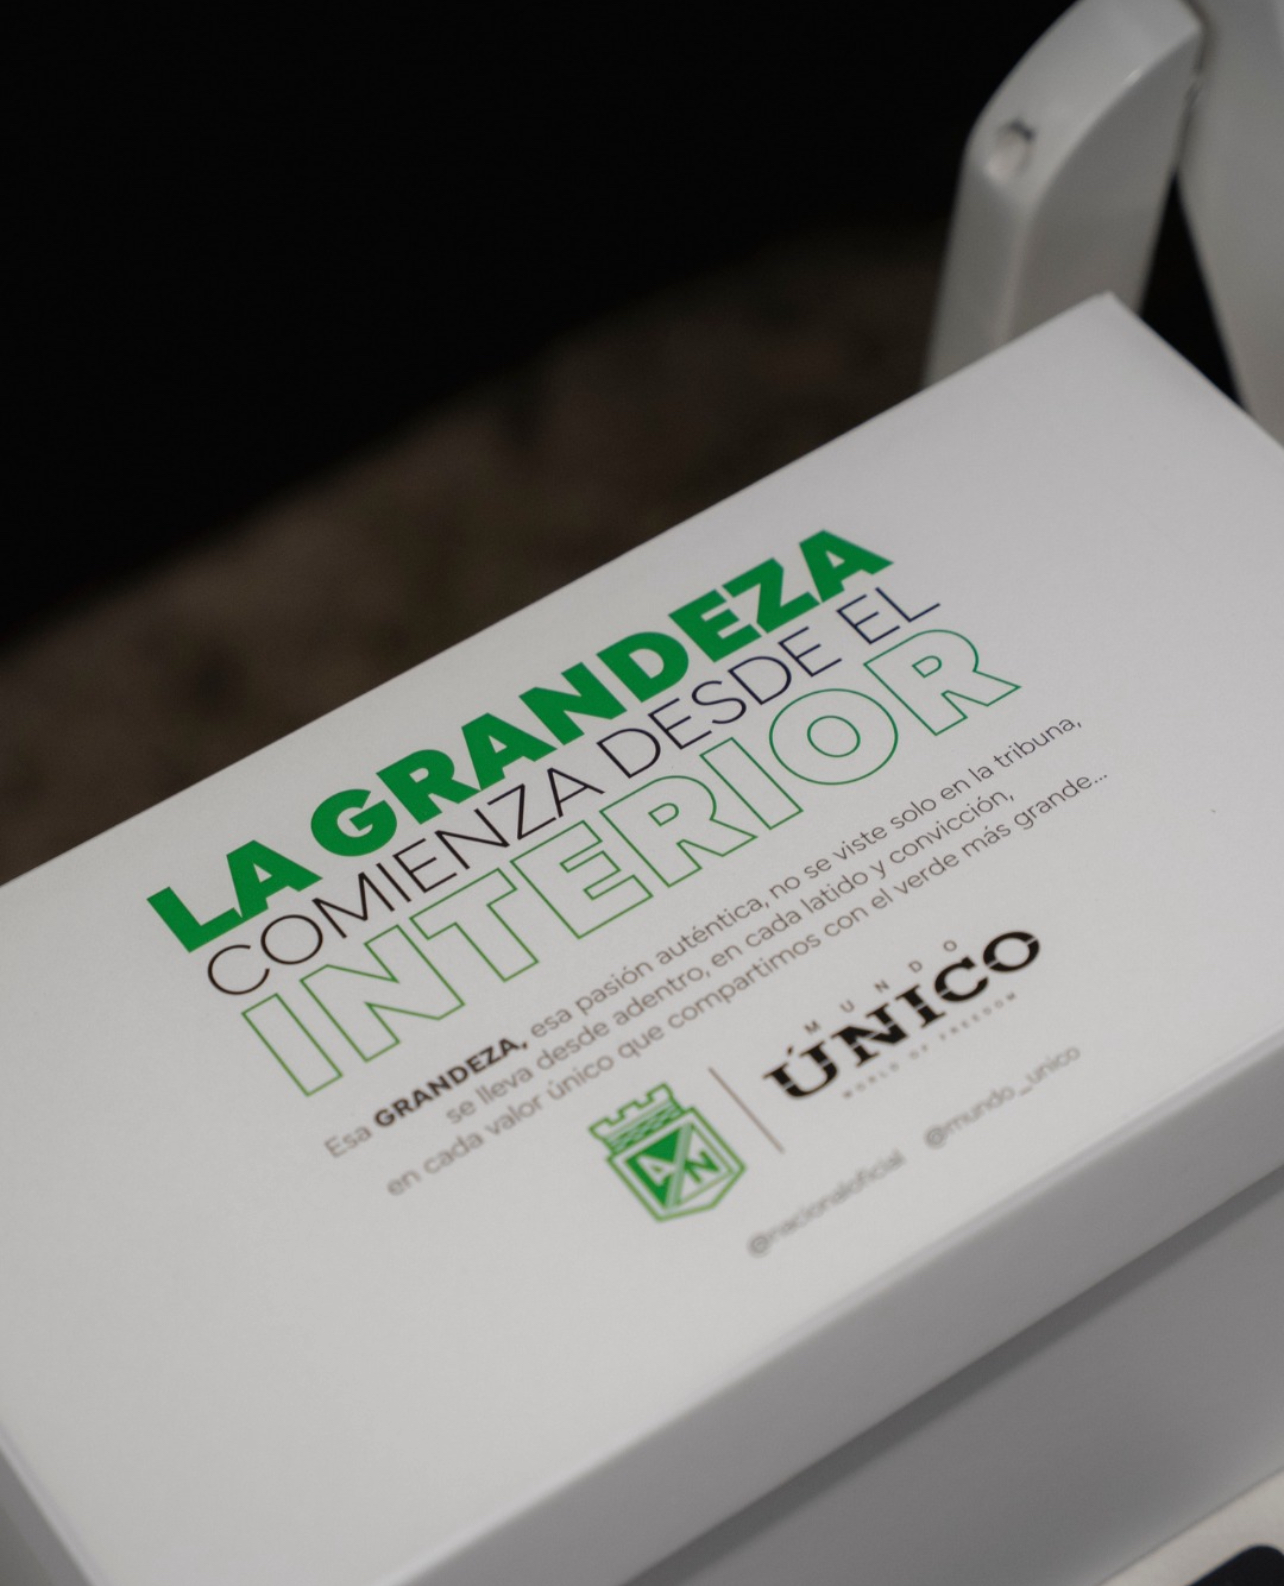 LA GRANDEZA
COMIENZA DESDE EL
INTERIOR
Esa GRANDEZA, esa pasión auténtica, no se viste solo en la tribuna,
se lleva desde adentro, en cada latido y convicción,
en cada valor único que compartimos con el verde más grande...
AN
MUNDO
ÚNICO
WORLD OF FREEDOM
@nacionaloficial @mundo_unico